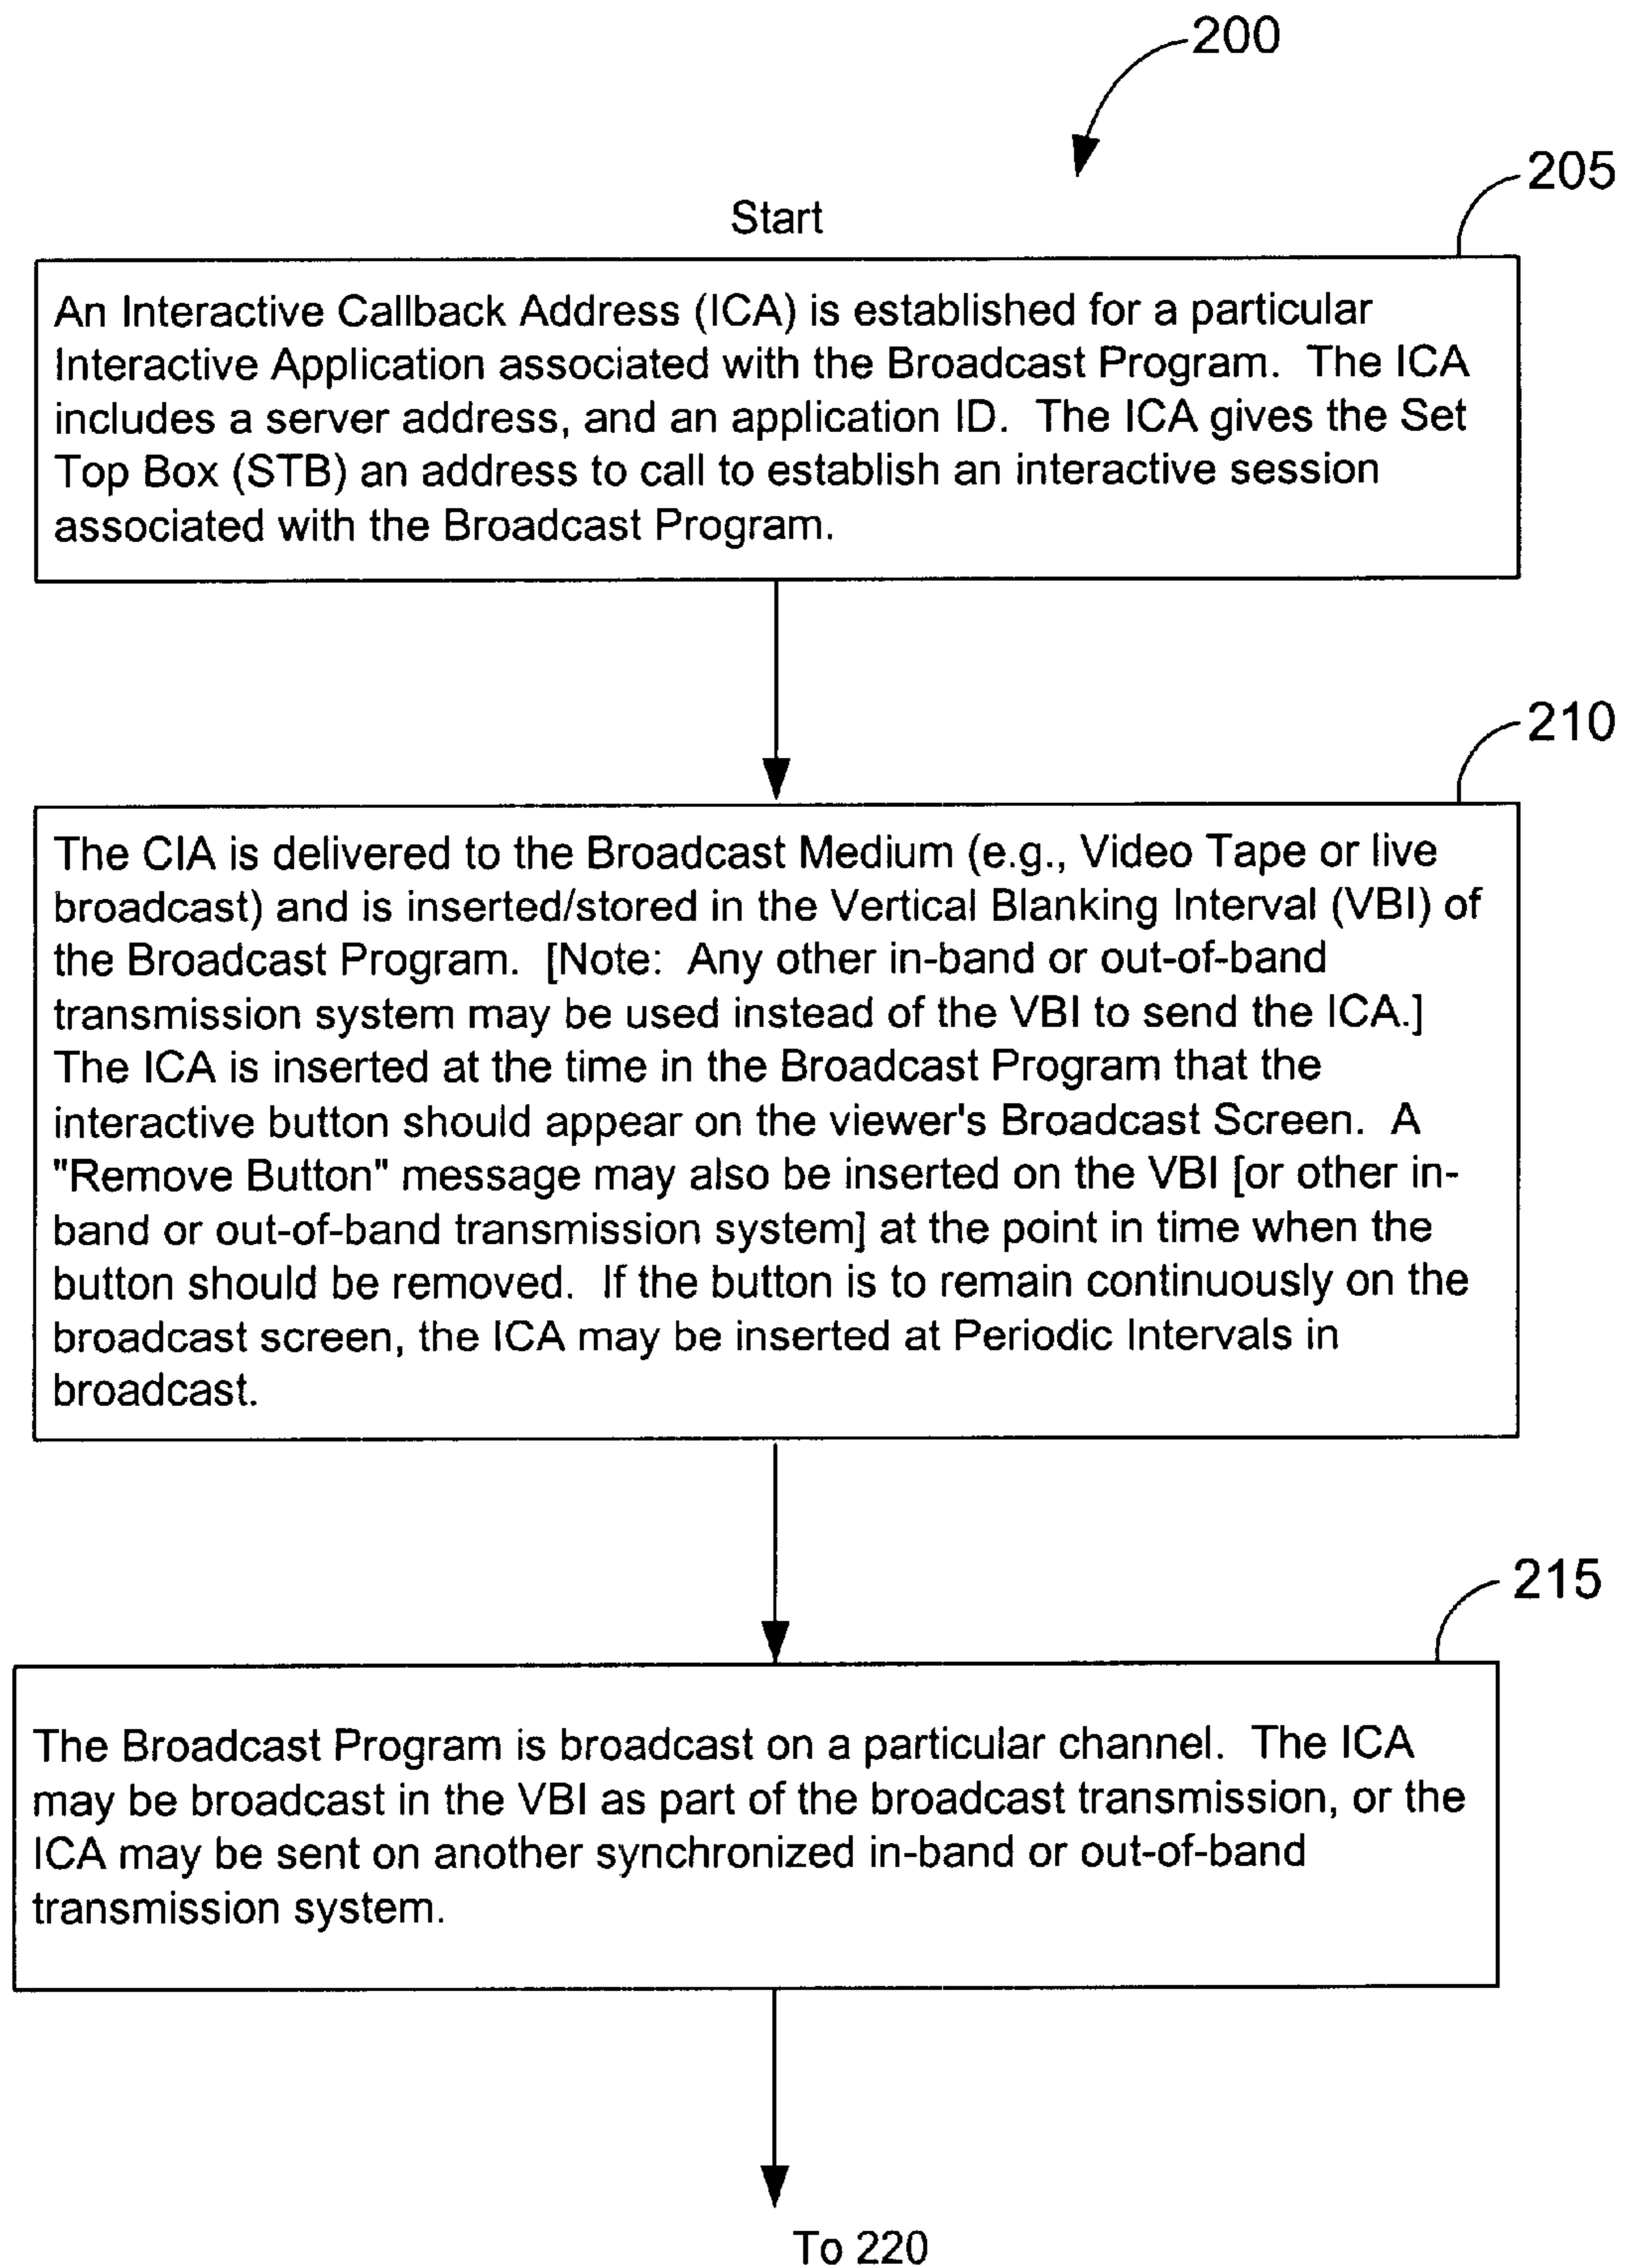 200
205
Start
An Interactive Callback Address (ICA) is established for a particular
Interactive Application associated with the Broadcast Program.  The ICA
includes a server address, and an application ID.  The ICA gives the Set
Top Box (STB) an address to call to establish an interactive session
associated with the Broadcast Program.
210
The CIA is delivered to the Broadcast Medium (e.g., Video Tape or live
broadcast) and is inserted/stored in the Vertical Blanking Interval (VBI) of
the Broadcast Program.  [Note:  Any other in-band or out-of-band
transmission system may be used instead of the VBI to send the ICA.]
The ICA is inserted at the time in the Broadcast Program that the
interactive button should appear on the viewer's Broadcast Screen.  A
"Remove Button" message may also be inserted on the VBI [or other in-
band or out-of-band transmission system] at the point in time when the
button should be removed.  If the button is to remain continuously on the
broadcast screen, the ICA may be inserted at Periodic Intervals in
broadcast.
215
The Broadcast Program is broadcast on a particular channel.  The ICA
may be broadcast in the VBI as part of the broadcast transmission, or the
ICA may be sent on another synchronized in-band or out-of-band
transmission system.
To 220